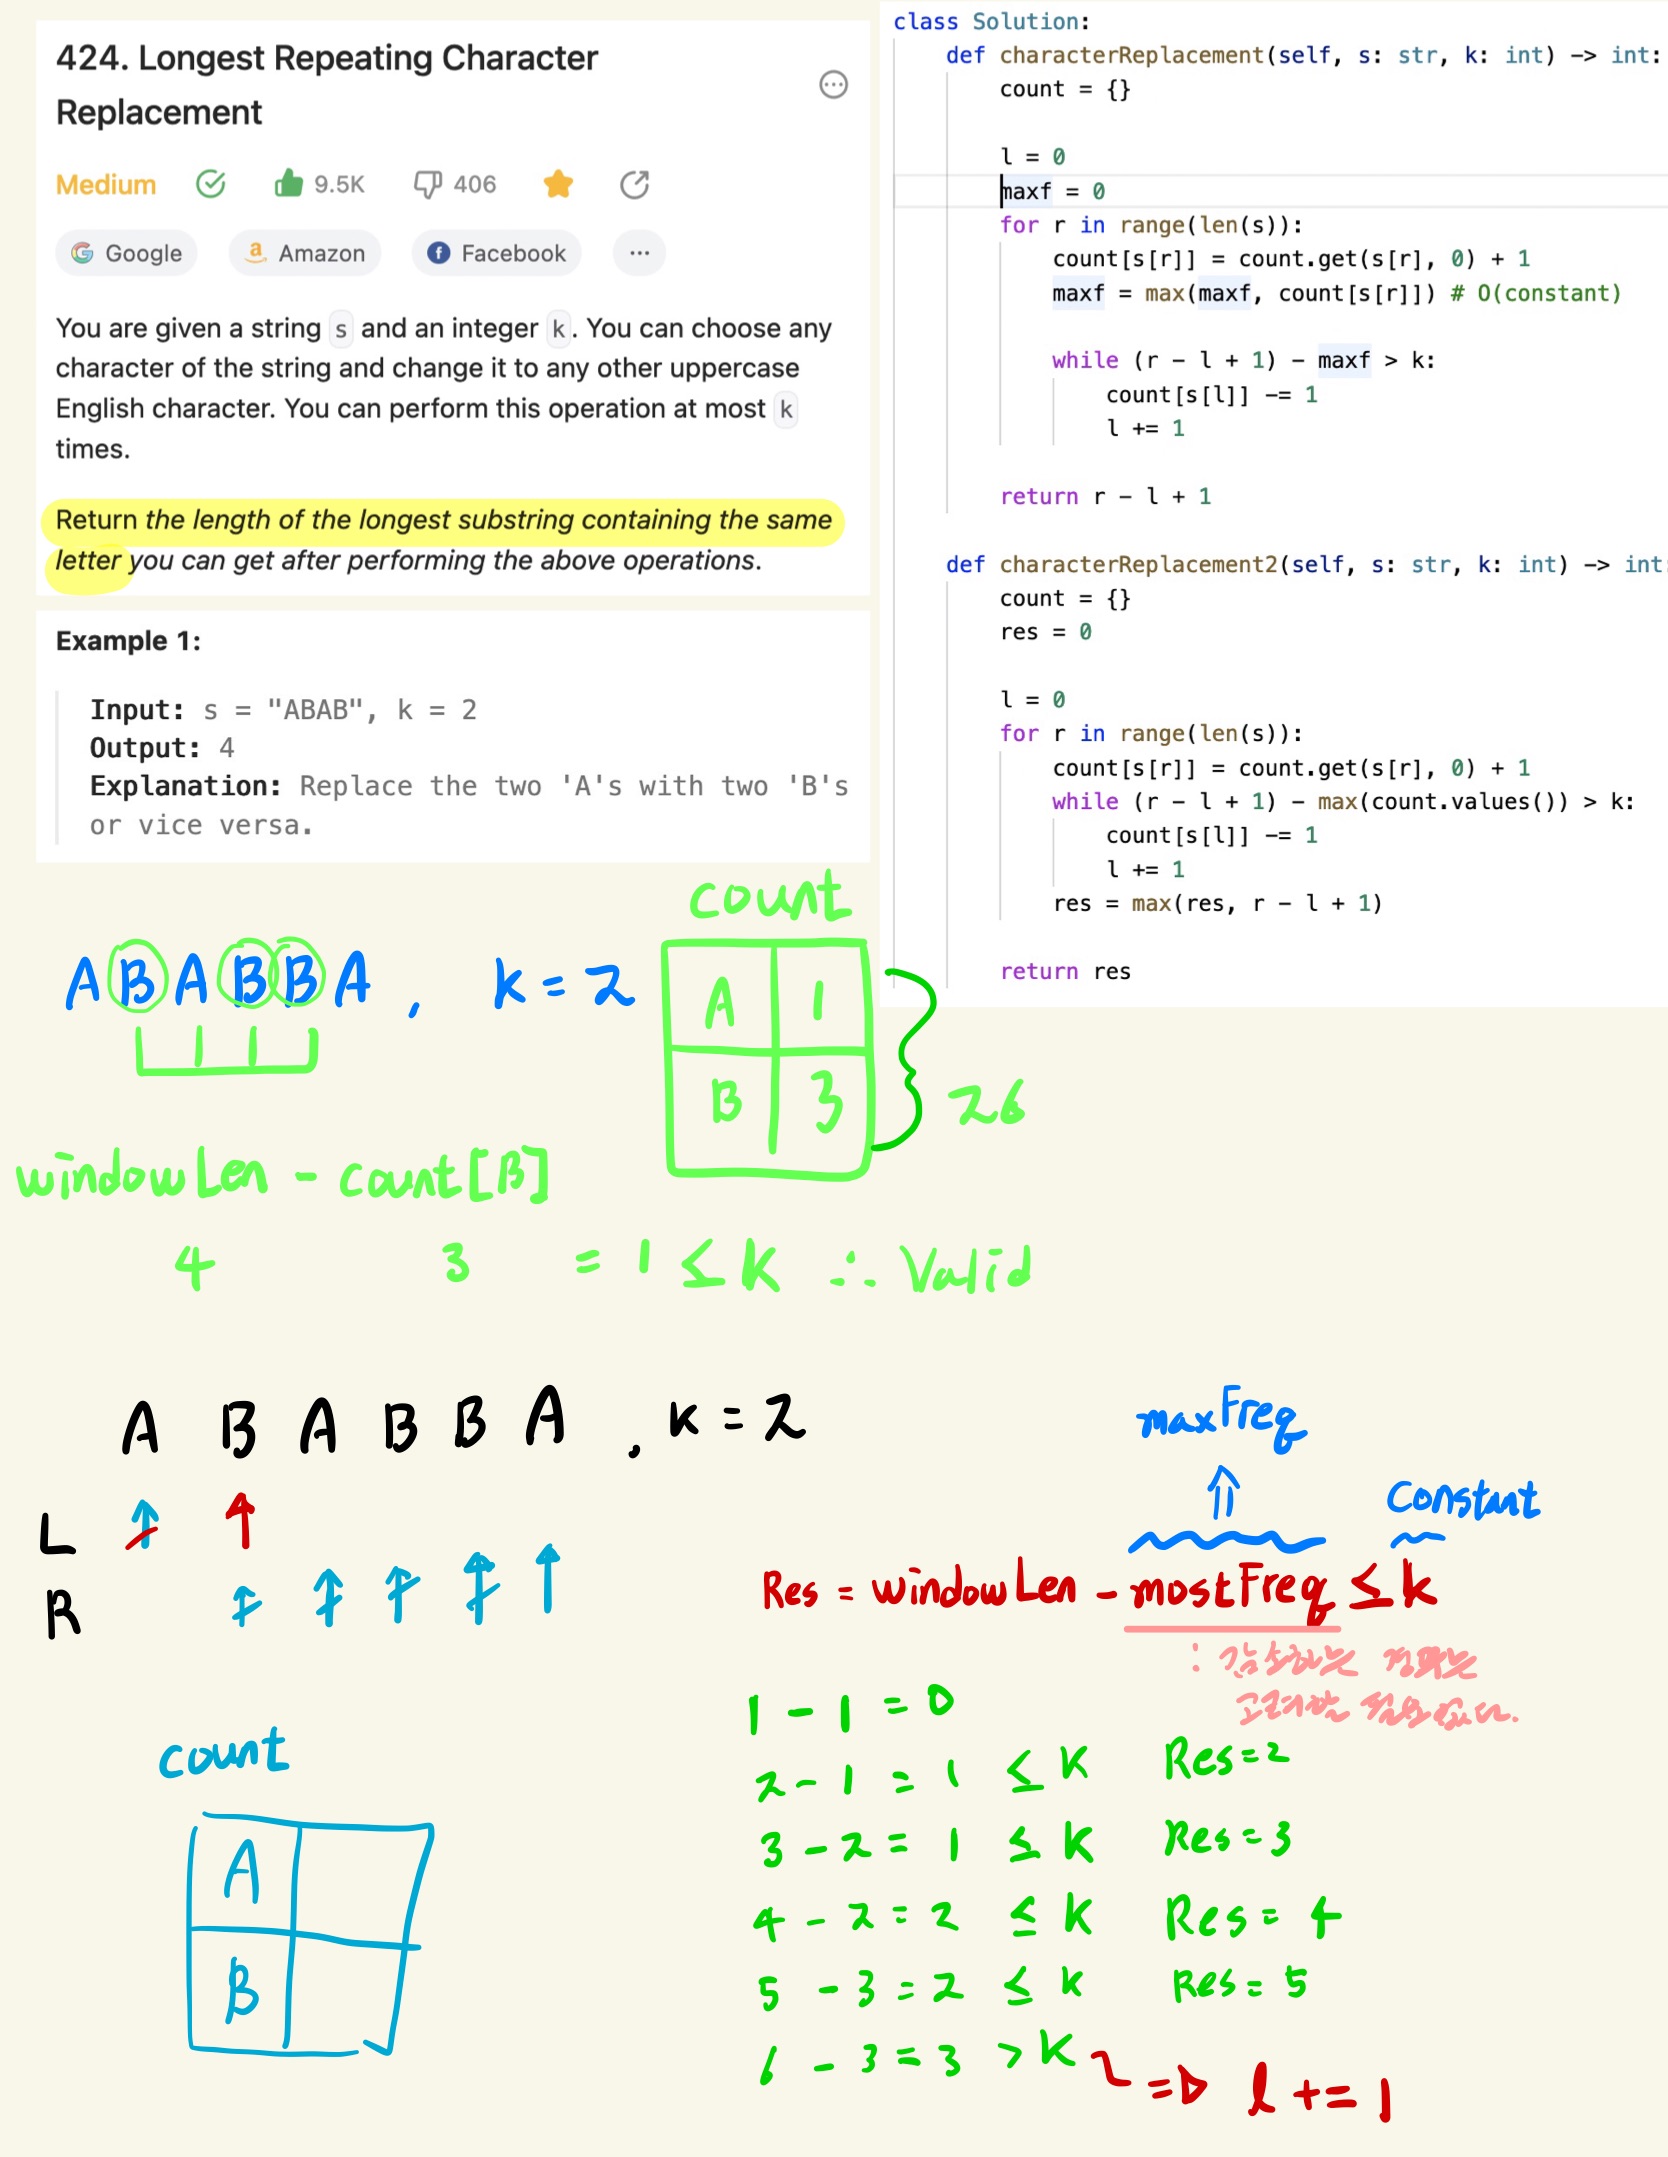 424. Longest Repeating Character
Replacement
Medium 9.5K 406
Google Amazon Facebook ...
You are given a string s and an integer k. You can choose any
character of the string and change it to any other uppercase
English character. You can perform this operation at most k
times.
Return the length of the longest substring containing the same
letter you can get after performing the above operations.
Example 1:
Input: s = "ABAB", k = 2
Output: 4
Explanation: Replace the two 'A's with two 'B's
or vice versa.
class Solution:
    def characterReplacement(self, s: str, k: int) -> int:
        count = {}
        l = 0
        maxf = 0
        for r in range(len(s)):
            count[s[r]] = count.get(s[r], 0) + 1
            maxf = max(maxf, count[s[r]]) # O(constant)
            while (r - l + 1) - maxf > k:
                count[s[l]] -= 1
                l += 1
        return r - l + 1
    def characterReplacement2(self, s: str, k: int) -> int
        count = {}
        res = 0
        l = 0
        for r in range(len(s)):
            count[s[r]] = count.get(s[r], 0) + 1
            while (r - l + 1) - max(count.values()) > k:
                count[s[l]] -= 1
                l += 1
            res = max(res, r - l + 1)
        return res
count
A B A B B A , k = 2
A 1
B 3
26
windowLen - count[B]
4 3 = 1 ≤ K ∴ Valid
A B A B B A , K = 2
L
R
maxFreq
Constant
Res = windowLen - mostFreq ≤ k
: 감소하는 경우는
count
A
B
1 - 1 = 0
2 - 1 = 1 ≤ K Res = 2
3 - 2 = 1 ≤ K Res = 3
4 - 2 = 2 ≤ K Res = 4
5 - 3 = 2 ≤ K Res = 5
6 - 3 = 3 > K
=> l += 1